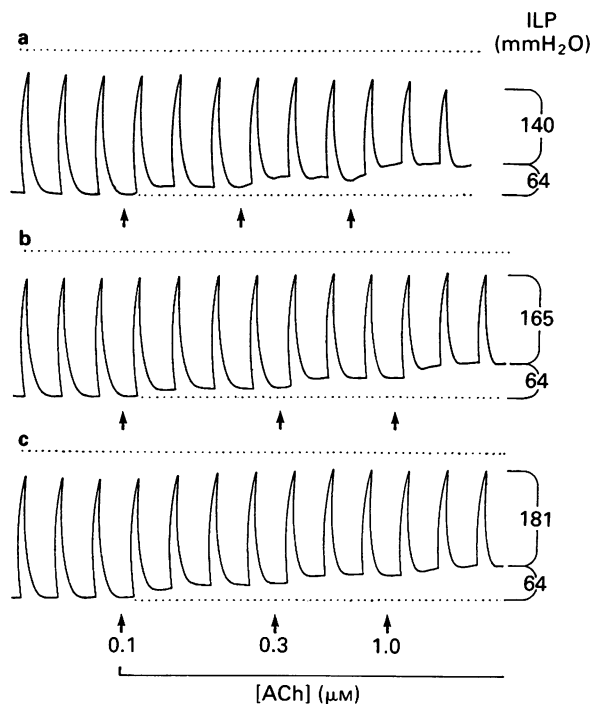 ILP
(mmH₂O)
a
140
64
b
165
64
c
181
64
0.1 0.3 1.0
[ACh] (μM)